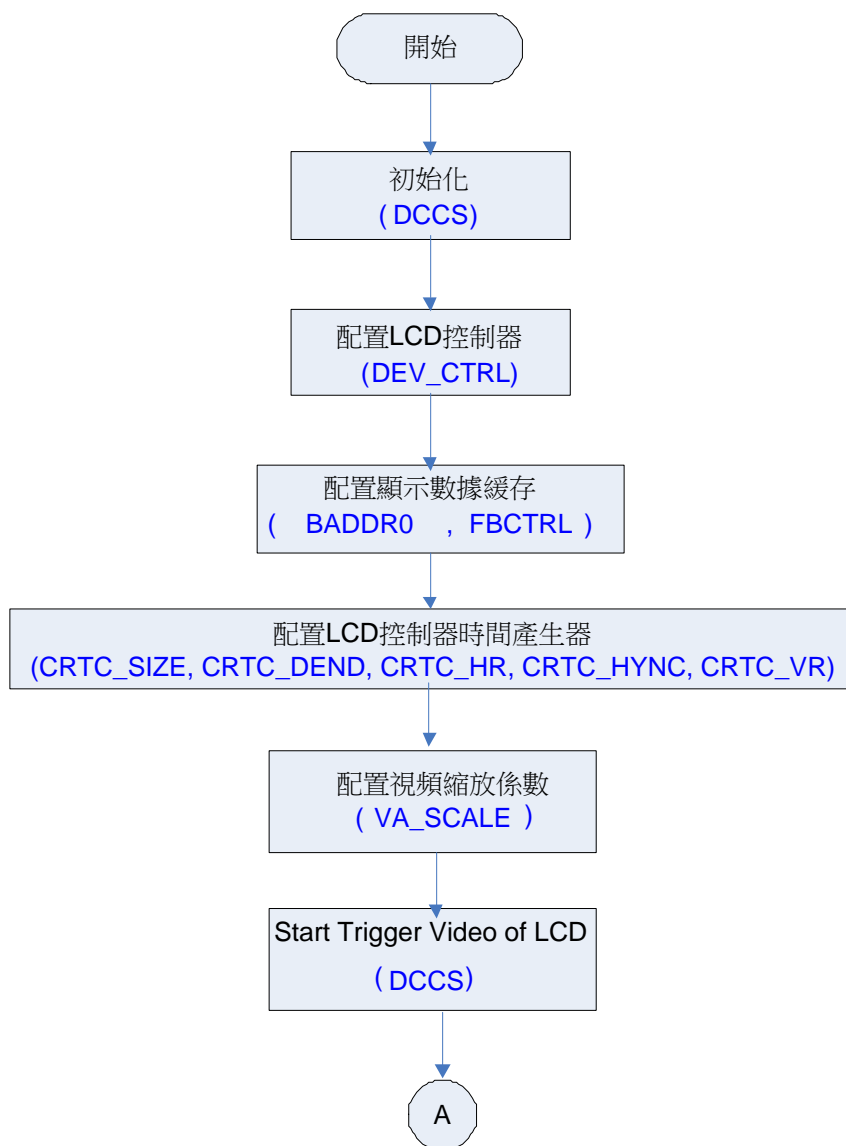 開始
初始化
(DCCS)
配置LCD控制器
(DEV_CTRL)
配置顯示數據緩存
( BADDR0 , FBCTRL )
配置LCD控制器時間產生器
(CRTC_SIZE, CRTC_DEND, CRTC_HR, CRTC_HYNC, CRTC_VR)
配置視頻縮放係數
( VA_SCALE )
Start Trigger Video of LCD
(DCCS)
A